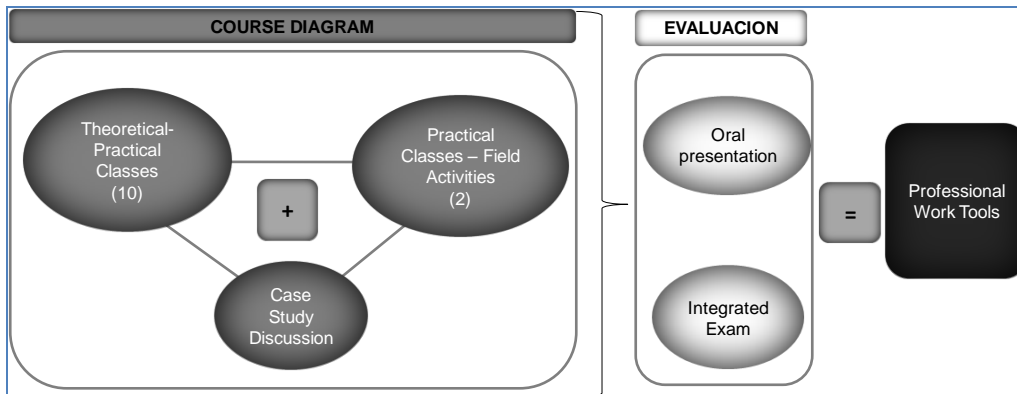 COURSE DIAGRAM
Theoretical-
Practical
Classes
(10)
Practical
Classes – Field
Activities
(2)
+
Case
Study
Discussion
EVALUACION
Oral
presentation
Integrated
Exam
=
Professional
Work Tools